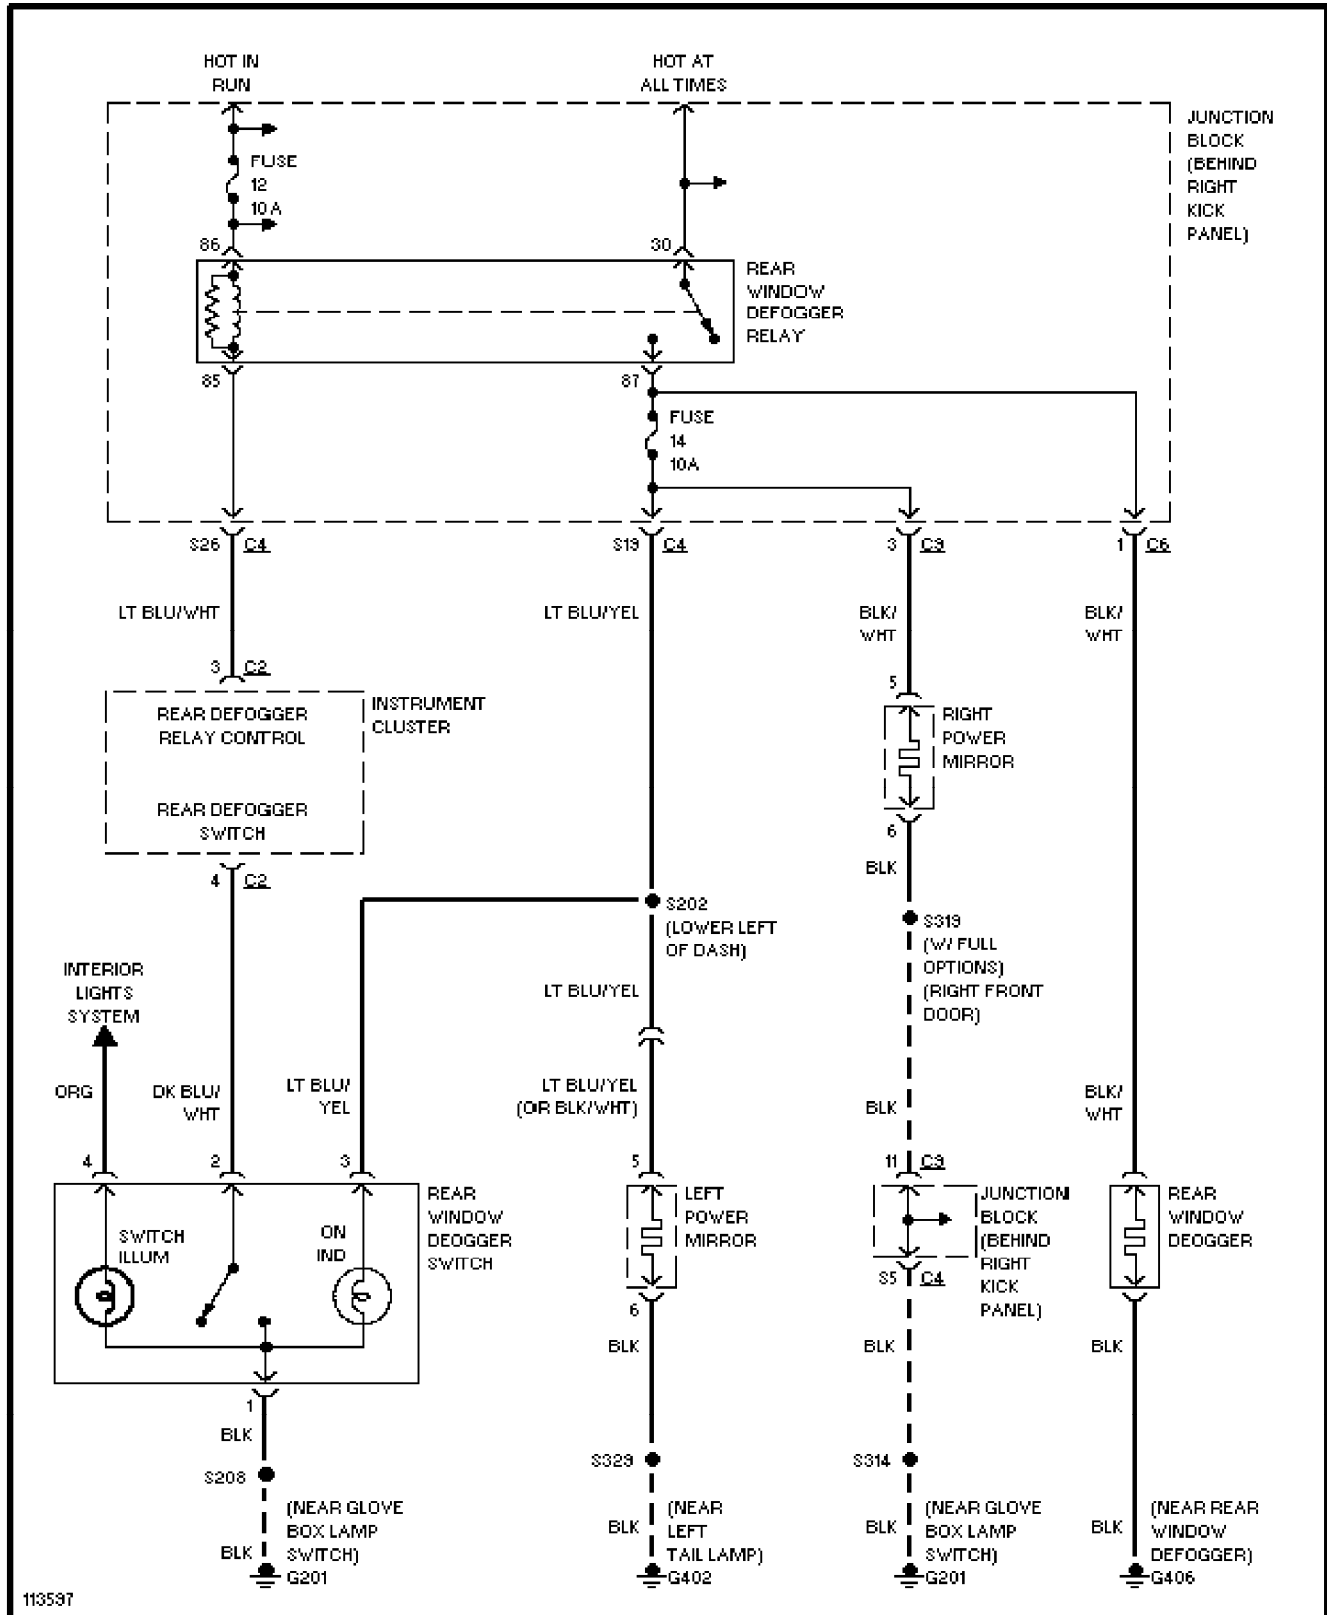 HOT IN
RUN
HOT AT
ALL TIMES
JUNCTION
BLOCK
(BEHIND
RIGHT
KICK
PANEL)
FUSE
12
10A
86
30
REAR
WINDOW
DEFOGGER
RELAY
85
87
FUSE
14
10A
S26 C4
S19 C4
3 C9
1 C6
LT BLU/WHT
LT BLU/YEL
BLK/
WHT
BLK/
WHT
3 C2
REAR DEFOGGER
RELAY CONTROL
REAR DEFOGGER
SWITCH
INSTRUMENT
CLUSTER
5
RIGHT
POWER
MIRROR
6
BLK
4 C2
S202
(LOWER LEFT
OF DASH)
S319
(W/ FULL
OPTIONS)
(RIGHT FRONT
DOOR)
INTERIOR
LIGHTS
SYSTEM
LT BLU/YEL
ORG
DK BLU/
WHT
LT BLU/
YEL
LT BLU/YEL
(OR BLK/WHT)
BLK
BLK/
WHT
4
2
3
5
11 C9
REAR
WINDOW
DEOGGER
SWITCH
SWITCH
ILLUM
ON
IND
LEFT
POWER
MIRROR
JUNCTION
BLOCK
(BEHIND
RIGHT
KICK
PANEL)
REAR
WINDOW
DEOGGER
S5 C4
6
BLK
BLK
BLK
1
BLK
S208
S329
S314
(NEAR GLOVE
BOX LAMP
SWITCH)
BLK
G201
(NEAR
LEFT
TAIL LAMP)
BLK
G402
(NEAR GLOVE
BOX LAMP
SWITCH)
BLK
G201
(NEAR REAR
WINDOW
DEFOGGER)
BLK
G406
113597